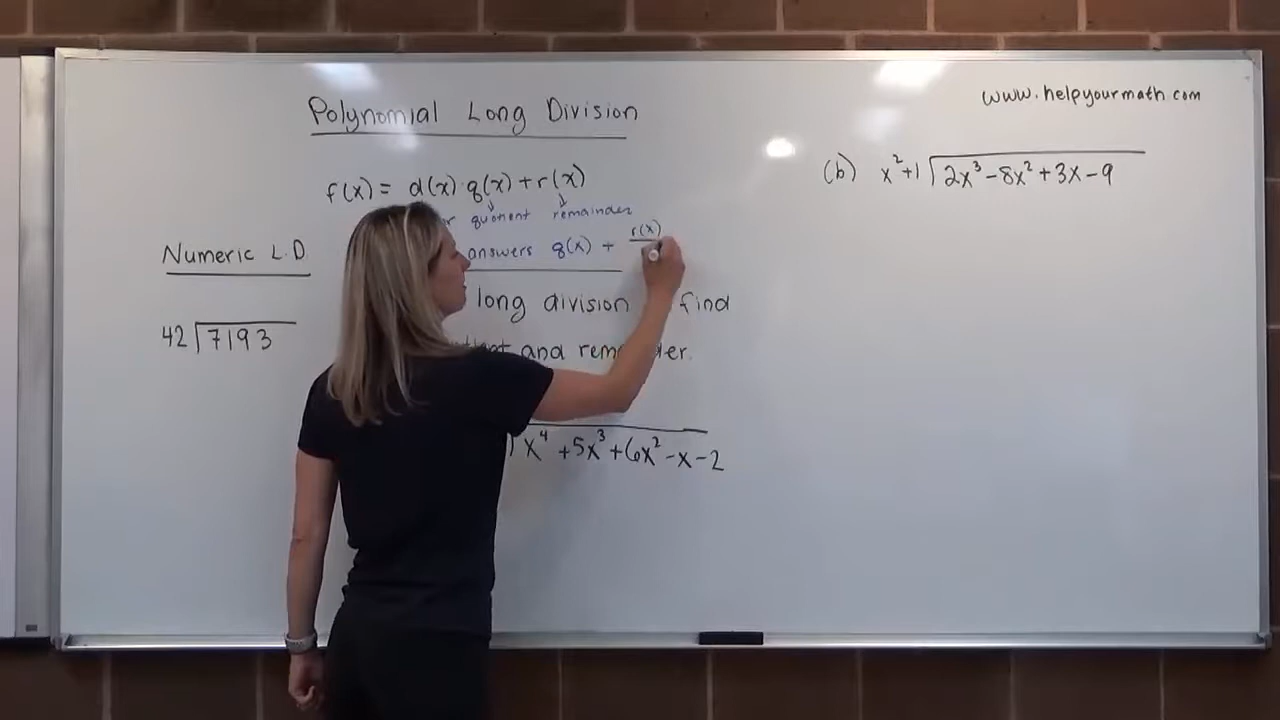 Polynomial Long Division
f(x) = d(x) q(x) + r(x)
quotient remainder
answers q(x) + r(x)
long division find
and
Numeric L.D.
42 7193
x⁴ + 5x³ + 6x² - x - 2
www.helpyourmath.com
(b) x² + 1 2x³ - 8x² + 3x - 9